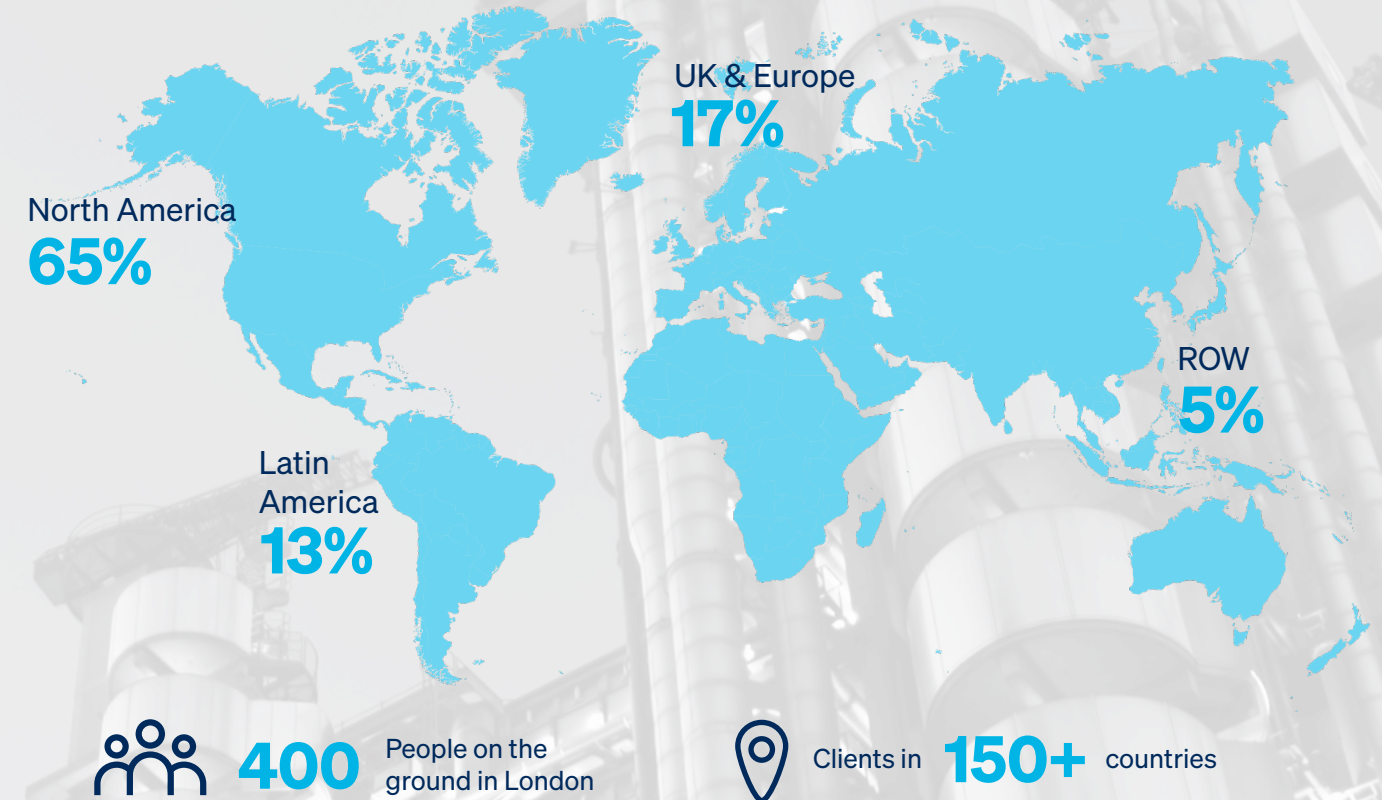 UK & Europe
17%
North America
65%
ROW
5%
Latin
America
13%
400
People on the
ground in London
Clients in
150+
countries